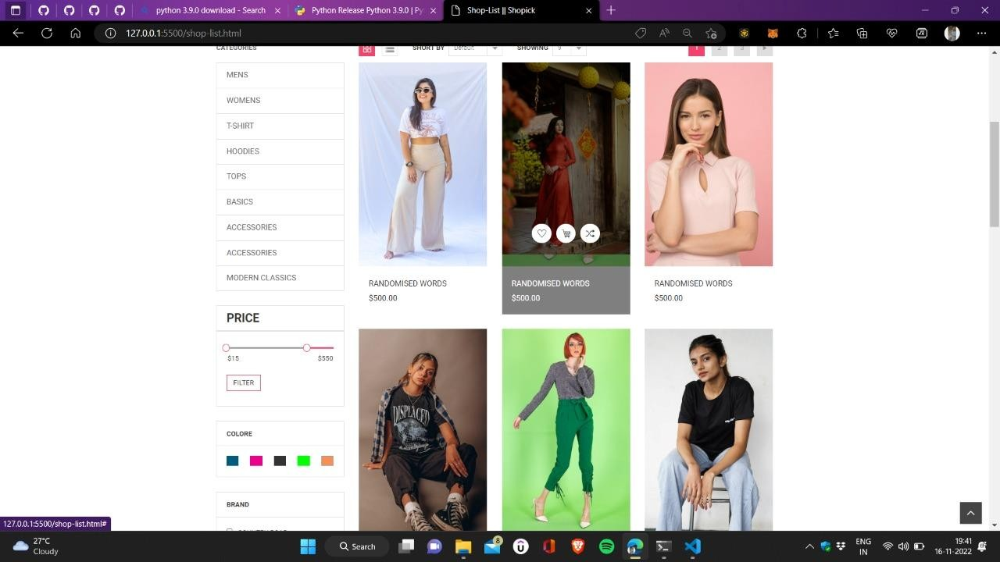 python 3.9.0 download - Search
Python Release Python 3.9.0 | Py
Shop-List || Shopick
127.0.0.1:5500/shop-list.html
CATEGORIES
SHORT BY Default SHOWING 9 1 2 3
MENS
WOMENS
T-SHIRT
HOODIES
TOPS
BASICS
ACCESSORIES
ACCESSORIES
MODERN CLASSICS
RANDOMISED WORDS
$500.00
RANDOMISED WORDS
$500.00
RANDOMISED WORDS
$500.00
PRICE
$15 $550
FILTER
COLORE
BRAND
DISPLACED
127.0.0.1:5500/shop-list.html#
27°C
Cloudy
Search
8
ENG
IN
19:41
16-11-2022